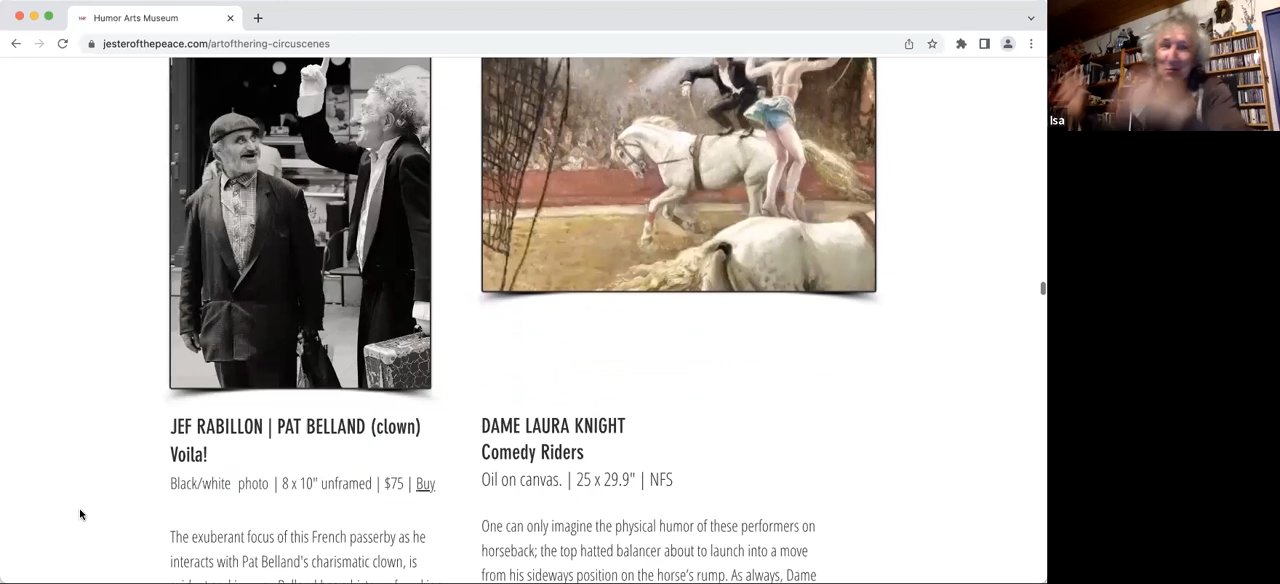 Humor Arts Museum
jesterofthepeace.com/artofthering-circuscenes
Isa
JEF RABILLON | PAT BELLAND (clown)
Voila!
Black/white photo | 8 x 10" unframed | $75 | Buy
The exuberant focus of this French passerby as he
interacts with Pat Belland's charismatic clown, is
DAME LAURA KNIGHT
Comedy Riders
Oil on canvas. | 25 x 29.9" | NFS
One can only imagine the physical humor of these performers on
horseback; the top hatted balancer about to launch into a move
from his sideways position on the horse's rump. As always, Dame